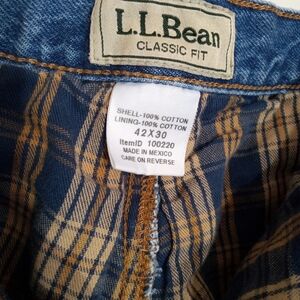 L.L.Bean
CLASSIC FIT
SHELL-100% COTTON
LINING-100% COTTON
42X30
ItemID 100220
MADE IN MEXICO
CARE ON REVERSE